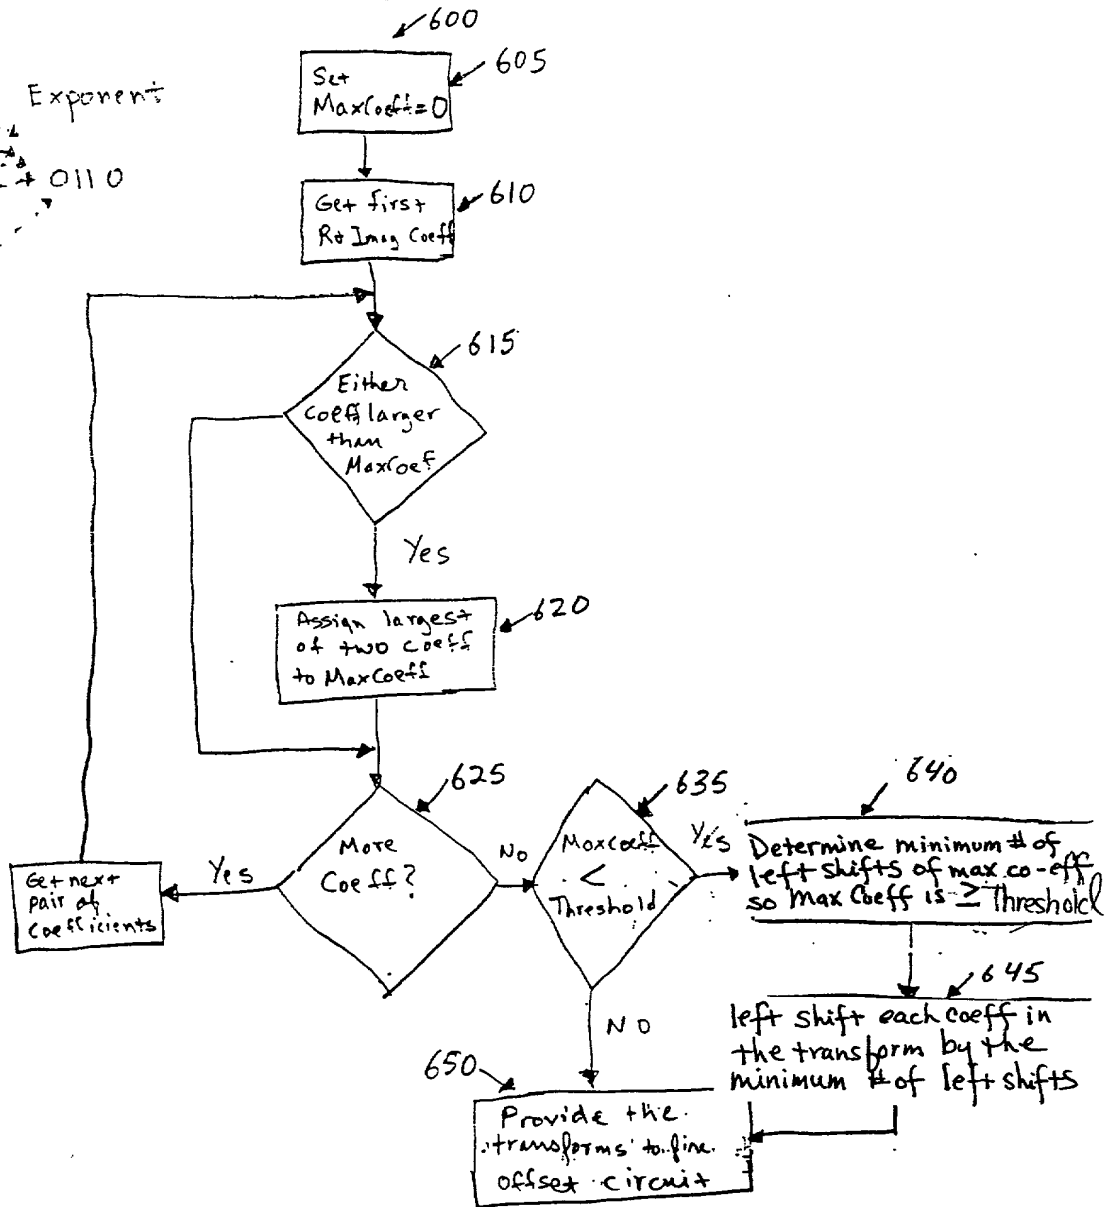 600
605
Set
MaxCoeff=0
Exponent
0110
610
Get first
R& Imag Coeff
615
Either
Coeff larger
than
MaxCoef
Yes
Assign largest
of two coeff
to MaxCoeff
620
625
More
Coeff?
Yes
Get next
pair of
coefficients
No
635
Maxcoeff
<
Threshold
Yes
640
Determine minimum # of
left shifts of max co-eff
so Max Coeff is ≥ Threshold
645
left shift each coeff in
the transform by the
minimum # of left shifts
NO
650
Provide the
transforms to fine
offset circuit